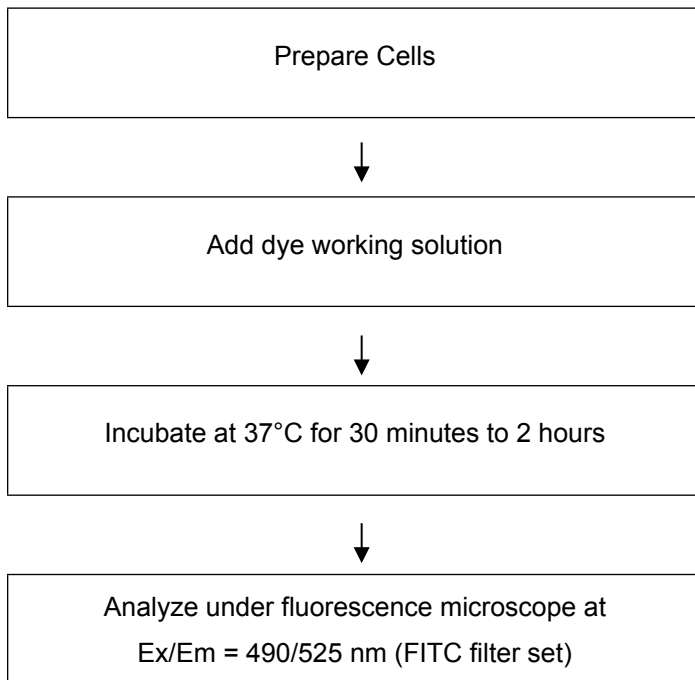 Prepare Cells
Add dye working solution
Incubate at 37°C for 30 minutes to 2 hours
Analyze under fluorescence microscope at
Ex/Em = 490/525 nm (FITC filter set)